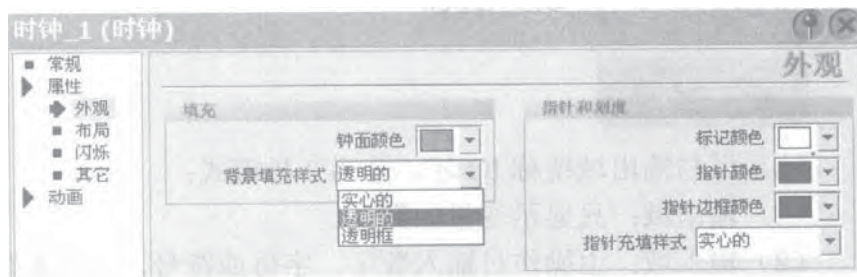 时钟_1 (时钟)
外观
常规
属性
外观
布局
闪烁
其它
动画
填充
钟面颜色
背景填充样式 透明的
实心的
透明的
透明框
指针和刻度
标记颜色
指针颜色
指针边框颜色
指针充填样式 实心的